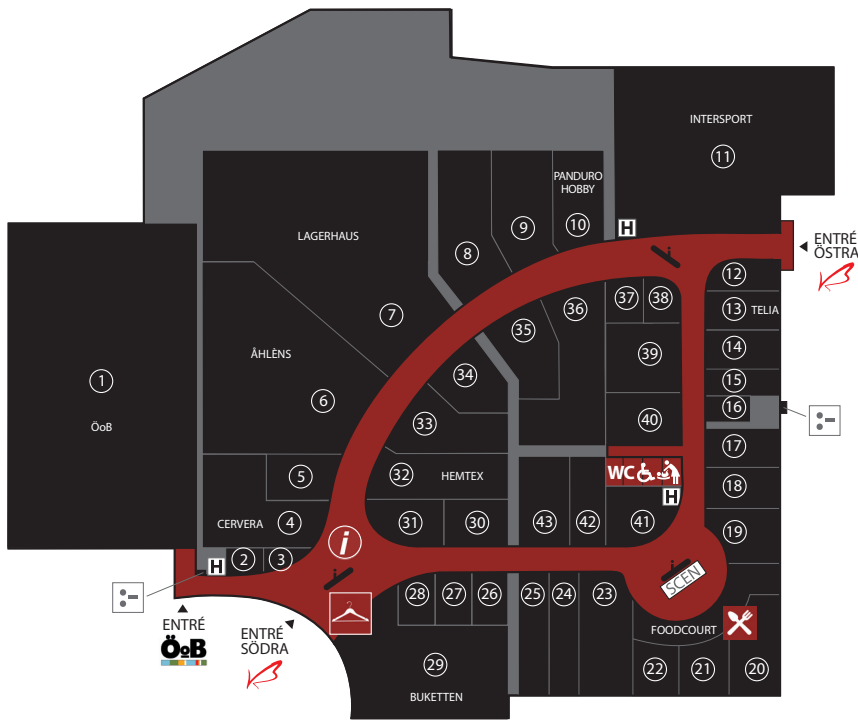 INTERSPORT
11
PANDURO
HOBBY
9
10
H
LAGERHAUS
8
ENTRÉ
ÖSTRA
12
7
37
38
36
13
TELIA
35
14
ÅHLÈNS
39
34
15
1
6
16
ÖoB
33
40
17
5
32
HEMTEX
WC
18
H
CERVERA
4
31
30
43
42
41
19
i
H
2
3
i
i
SCEN
28
27
26
25
24
23
ENTRÉ
ÖoB
ENTRÉ
SÖDRA
FOODCOURT
29
22
21
20
BUKETTEN
i